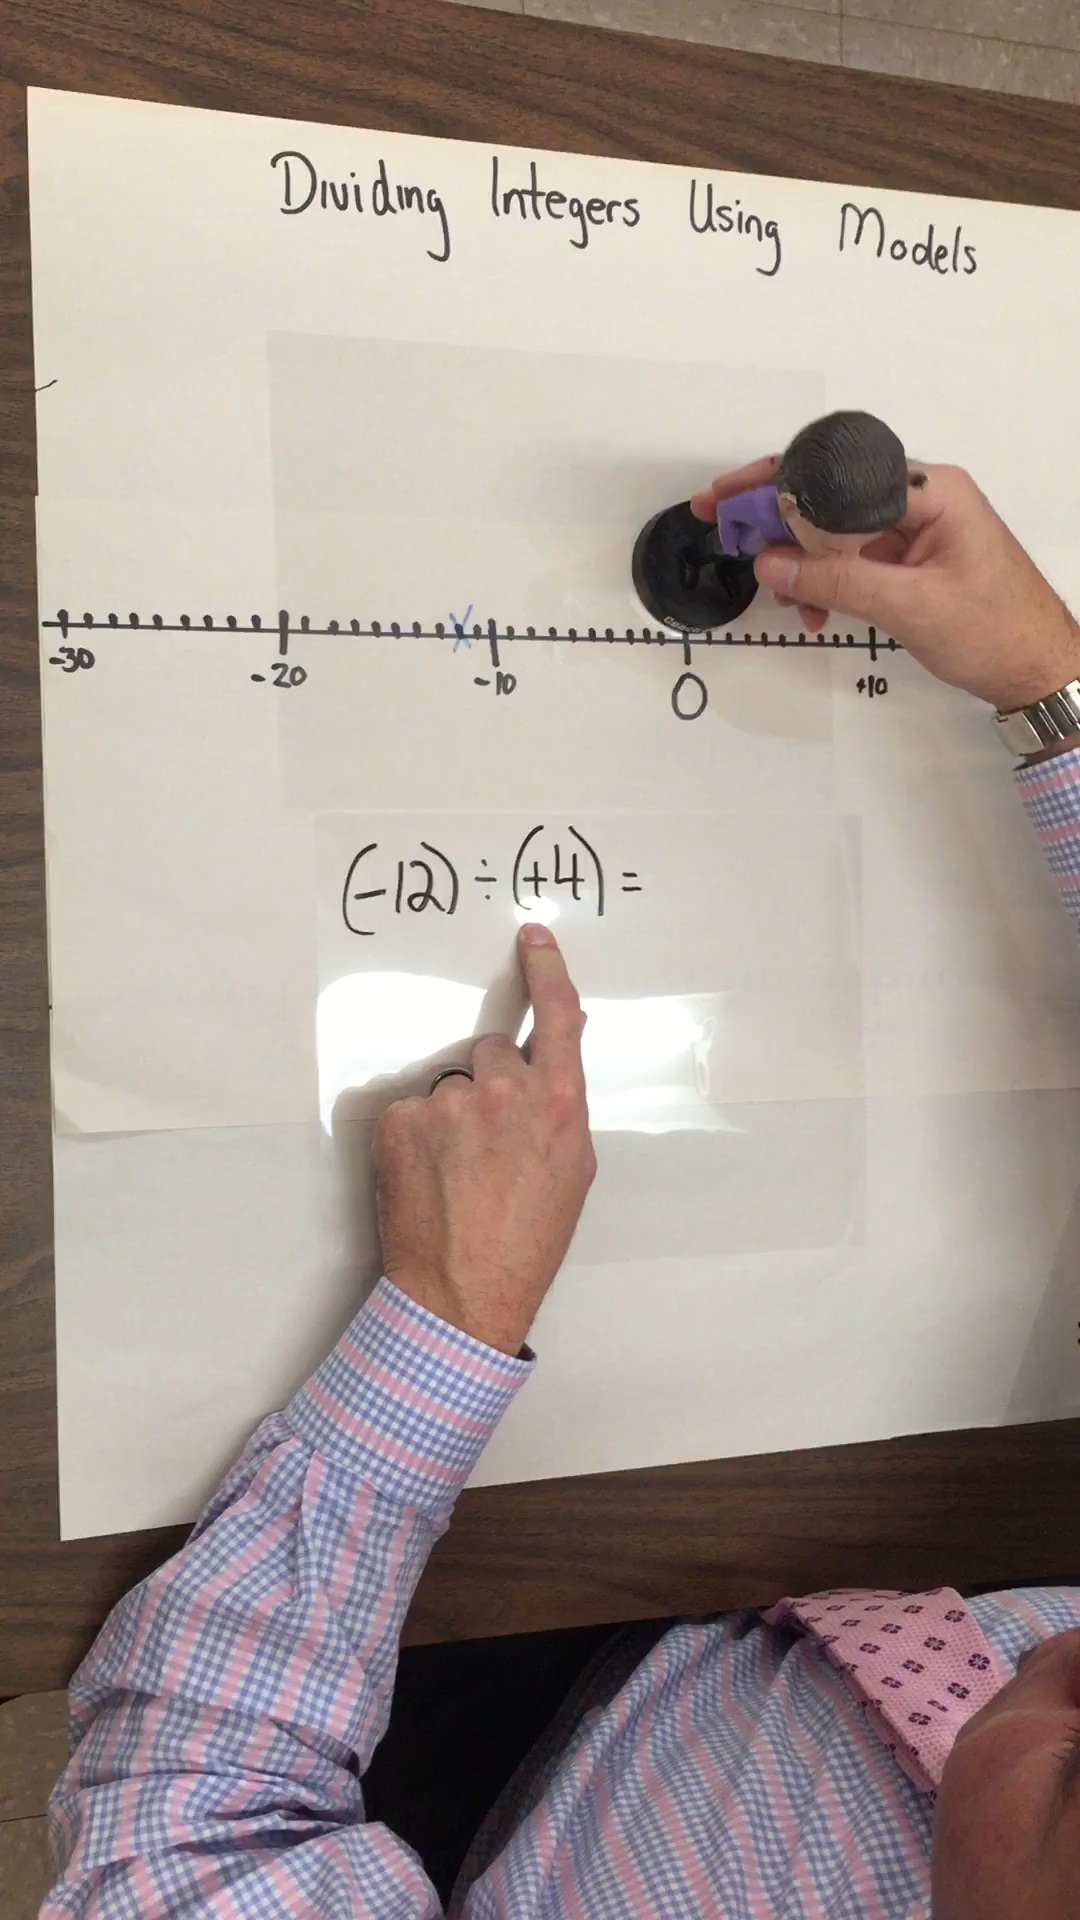 Dividing Integers Using Models
-30 -20 -10 0 +10
(-12) ÷ (+4) =